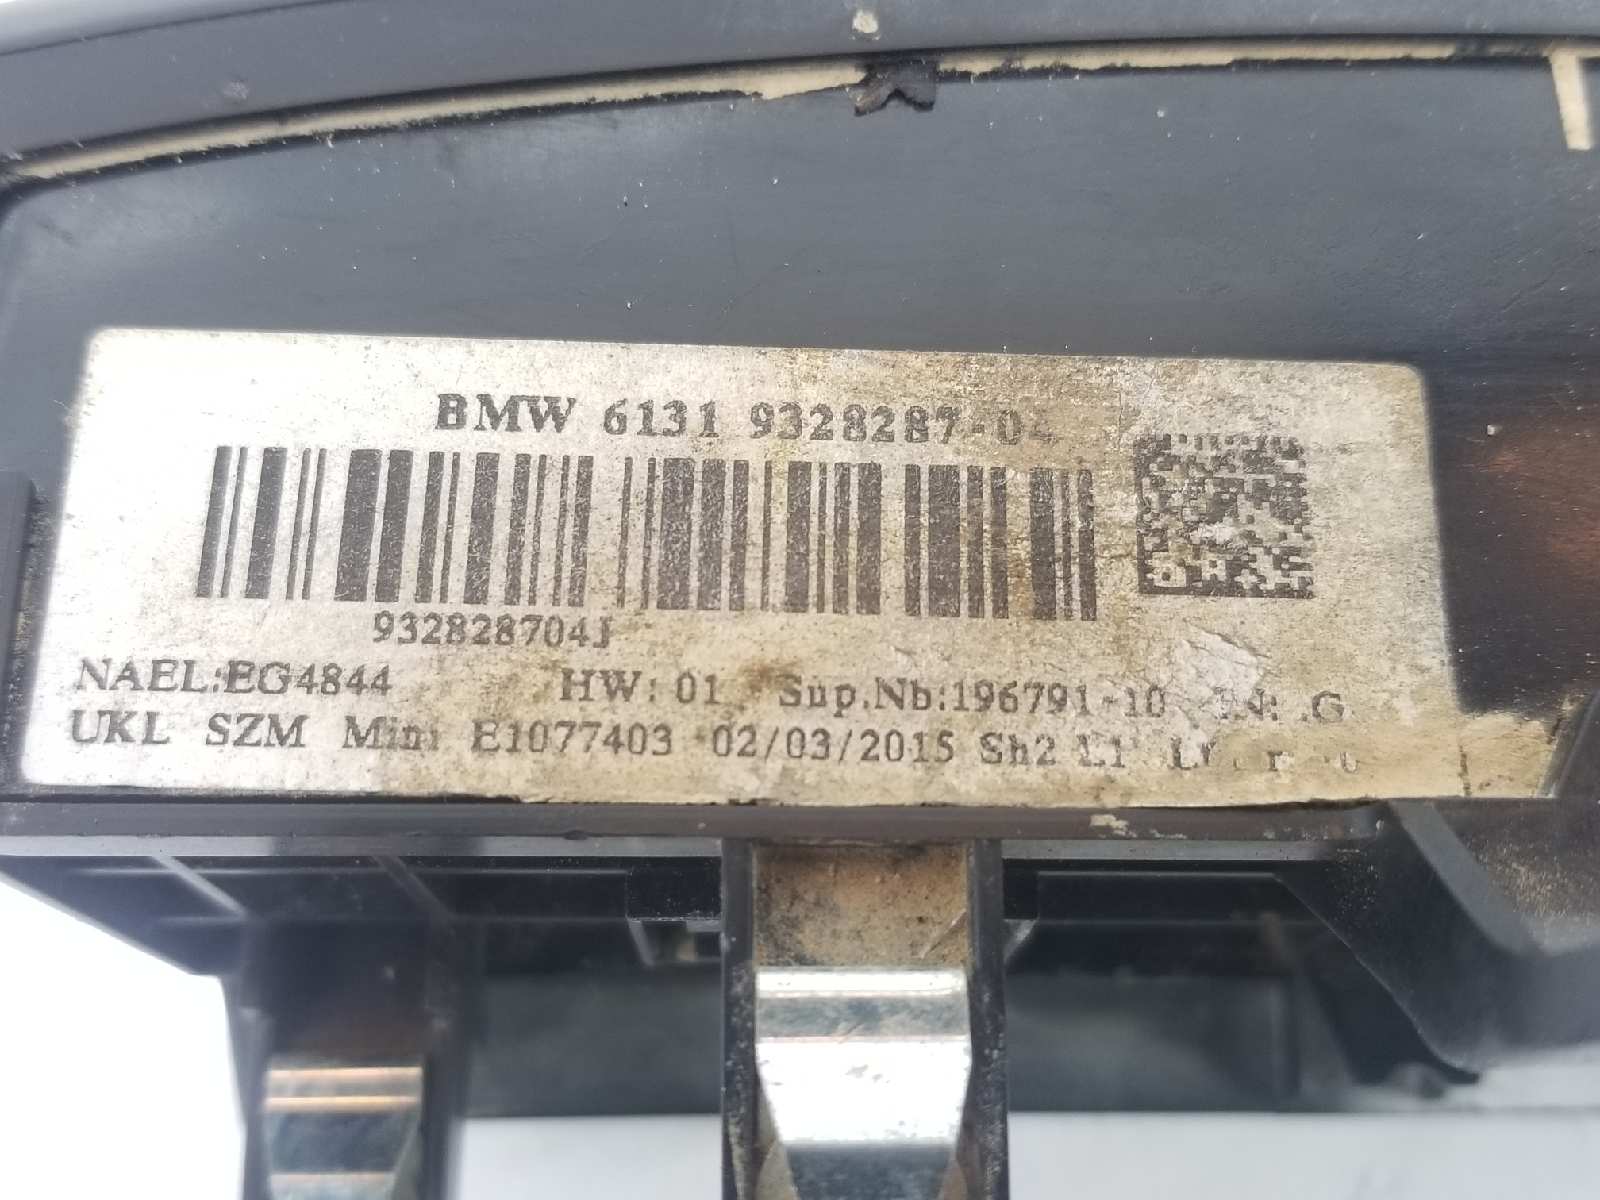 BMW 6131 9328287-04
932828704J
NAEL:EG4844 HW: 01 Sup.Nb:196791-10
UKL SZM Mini E1077403 02/03/2015 Sh2